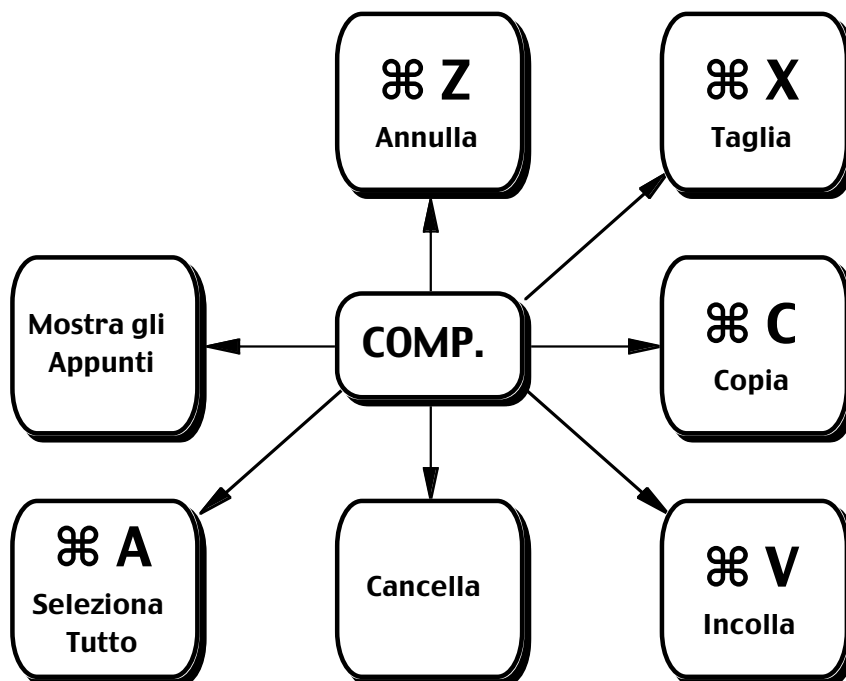 ⌘ Z
Annulla
⌘ X
Taglia
Mostra gli
Appunti
COMP.
⌘ C
Copia
⌘ A
Seleziona
Tutto
Cancella
⌘ V
Incolla